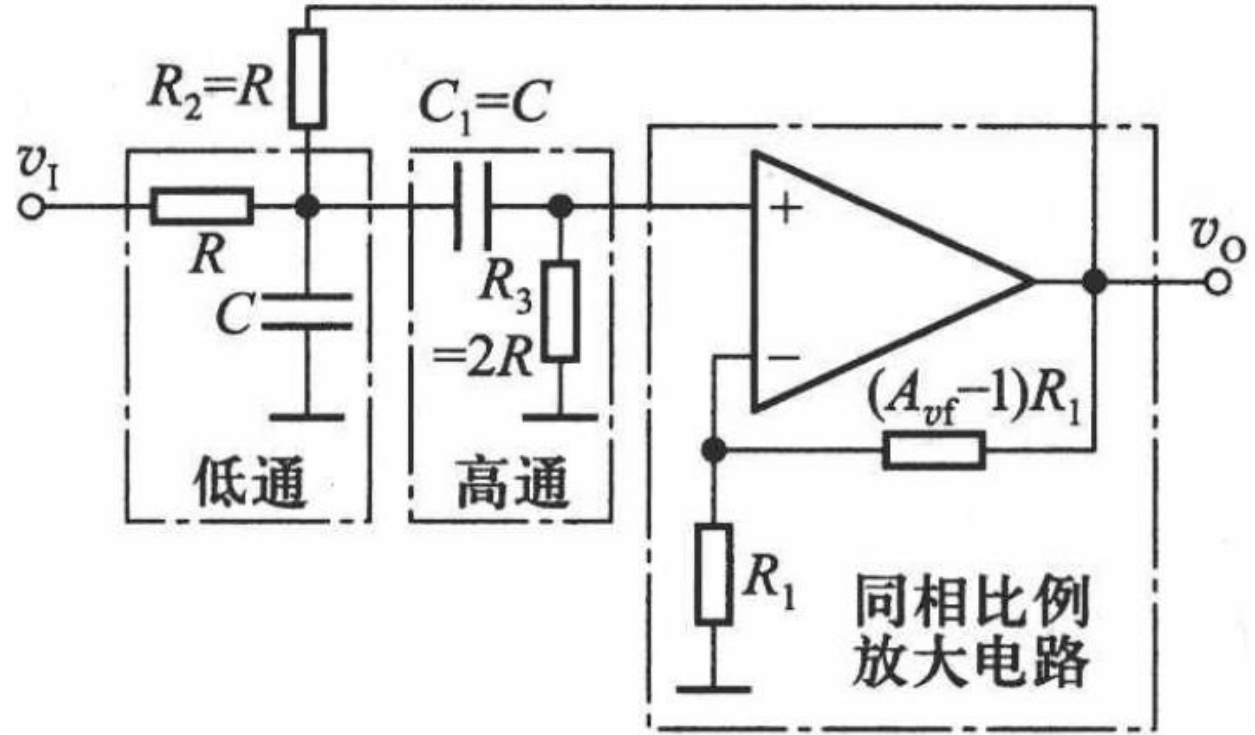 R₂=R
C₁=C
v_I
R
C
R₃
=2R
+
−
v_O
(A_vf−1)R₁
R₁
低通
高通
同相比例
放大电路